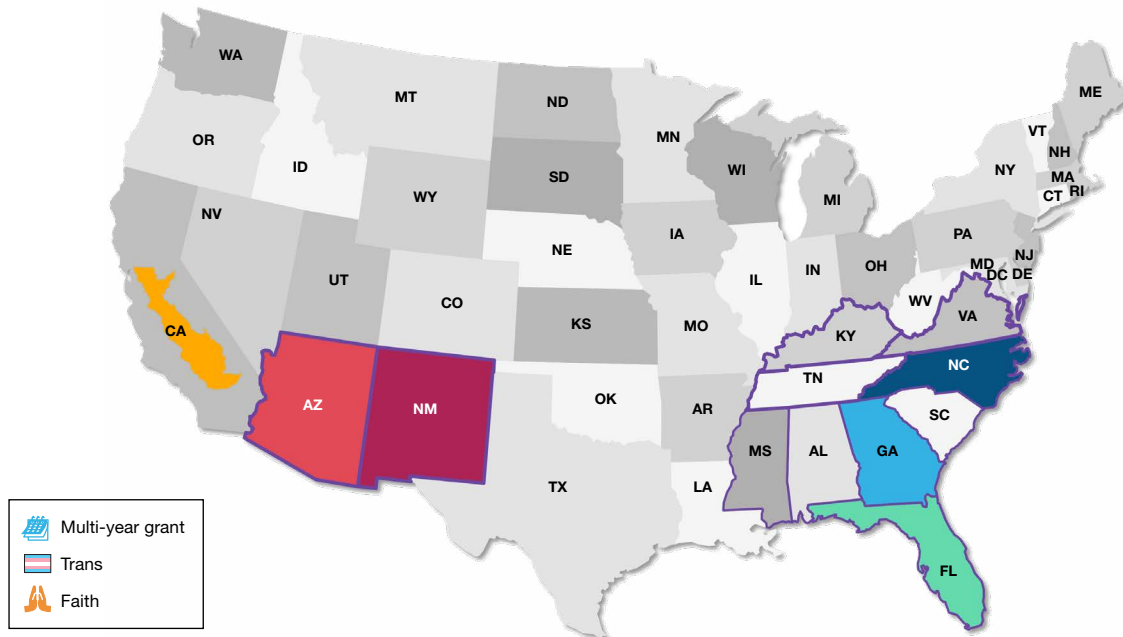 WA
MT
ND
MN
ME
VT
NH
OR
ID
SD
WI
NY
MA
RI
CT
WY
MI
NV
IA
PA
NE
NJ
IL
IN
OH
MD
DC
DE
UT
CO
WV
VA
CA
KS
MO
KY
NC
TN
AZ
NM
OK
AR
SC
MS
AL
GA
TX
LA
FL
Multi-year grant
Trans
Faith